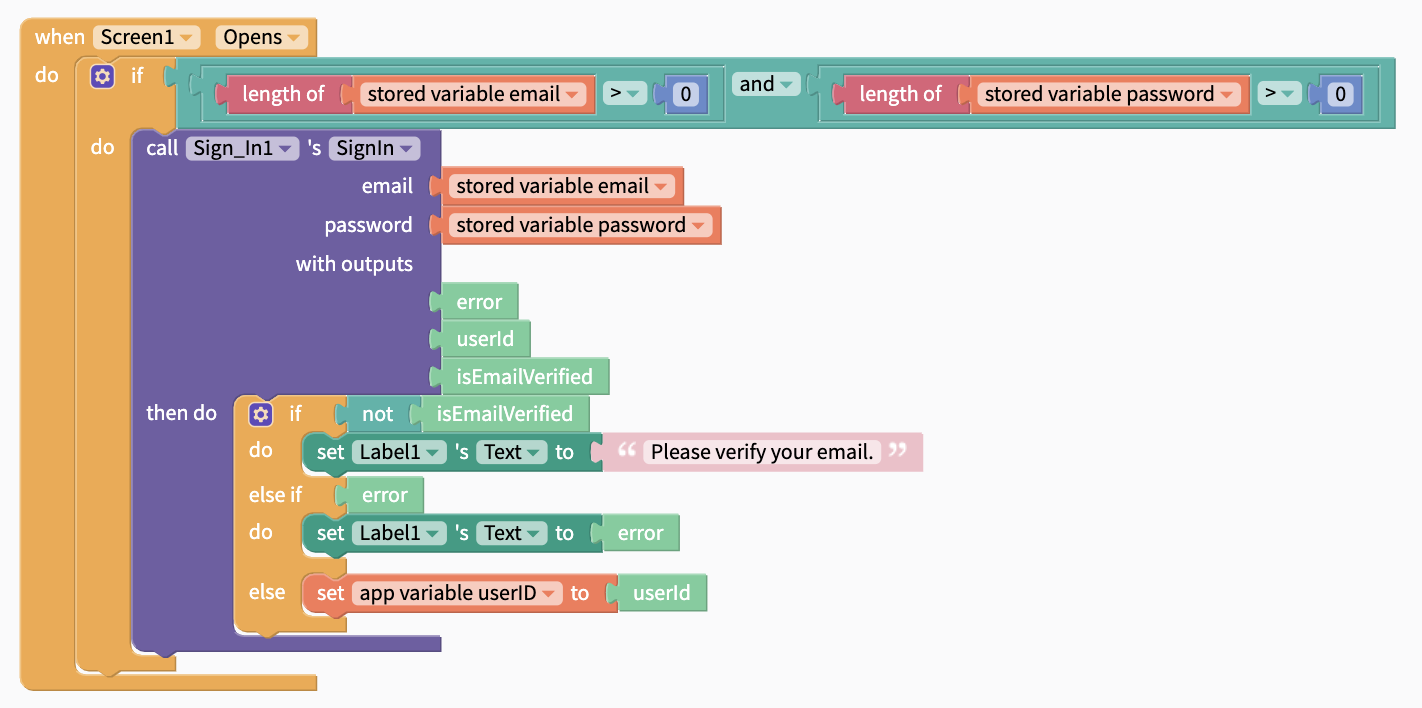 when Screen1 Opens
do if length of stored variable email > 0 and length of stored variable password > 0
do call Sign_In1 's SignIn
email stored variable email
password stored variable password
with outputs
error
userId
isEmailVerified
then do if not isEmailVerified
do set Label1 's Text to “ Please verify your email. ”
else if error
do set Label1 's Text to error
else set app variable userID to userId